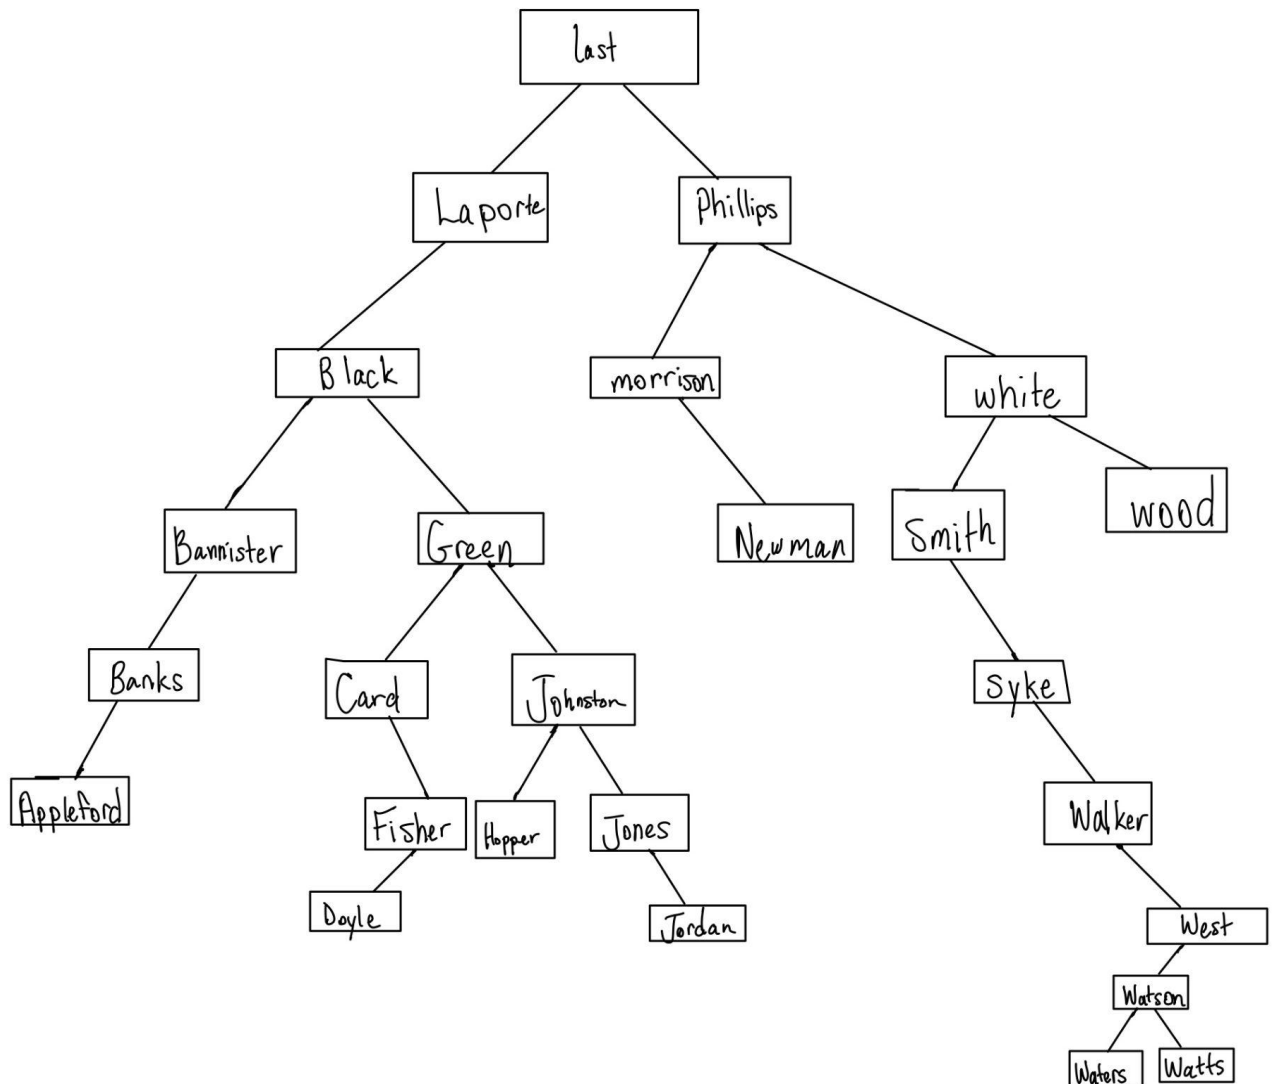 last
Laporte
Phillips
Black
morrison
white
Bannister
Green
Newman
Smith
wood
Banks
Card
Johnston
Syke
Appleford
Fisher
Hopper
Jones
Walker
Doyle
Jordan
West
Watson
Waters
Watts